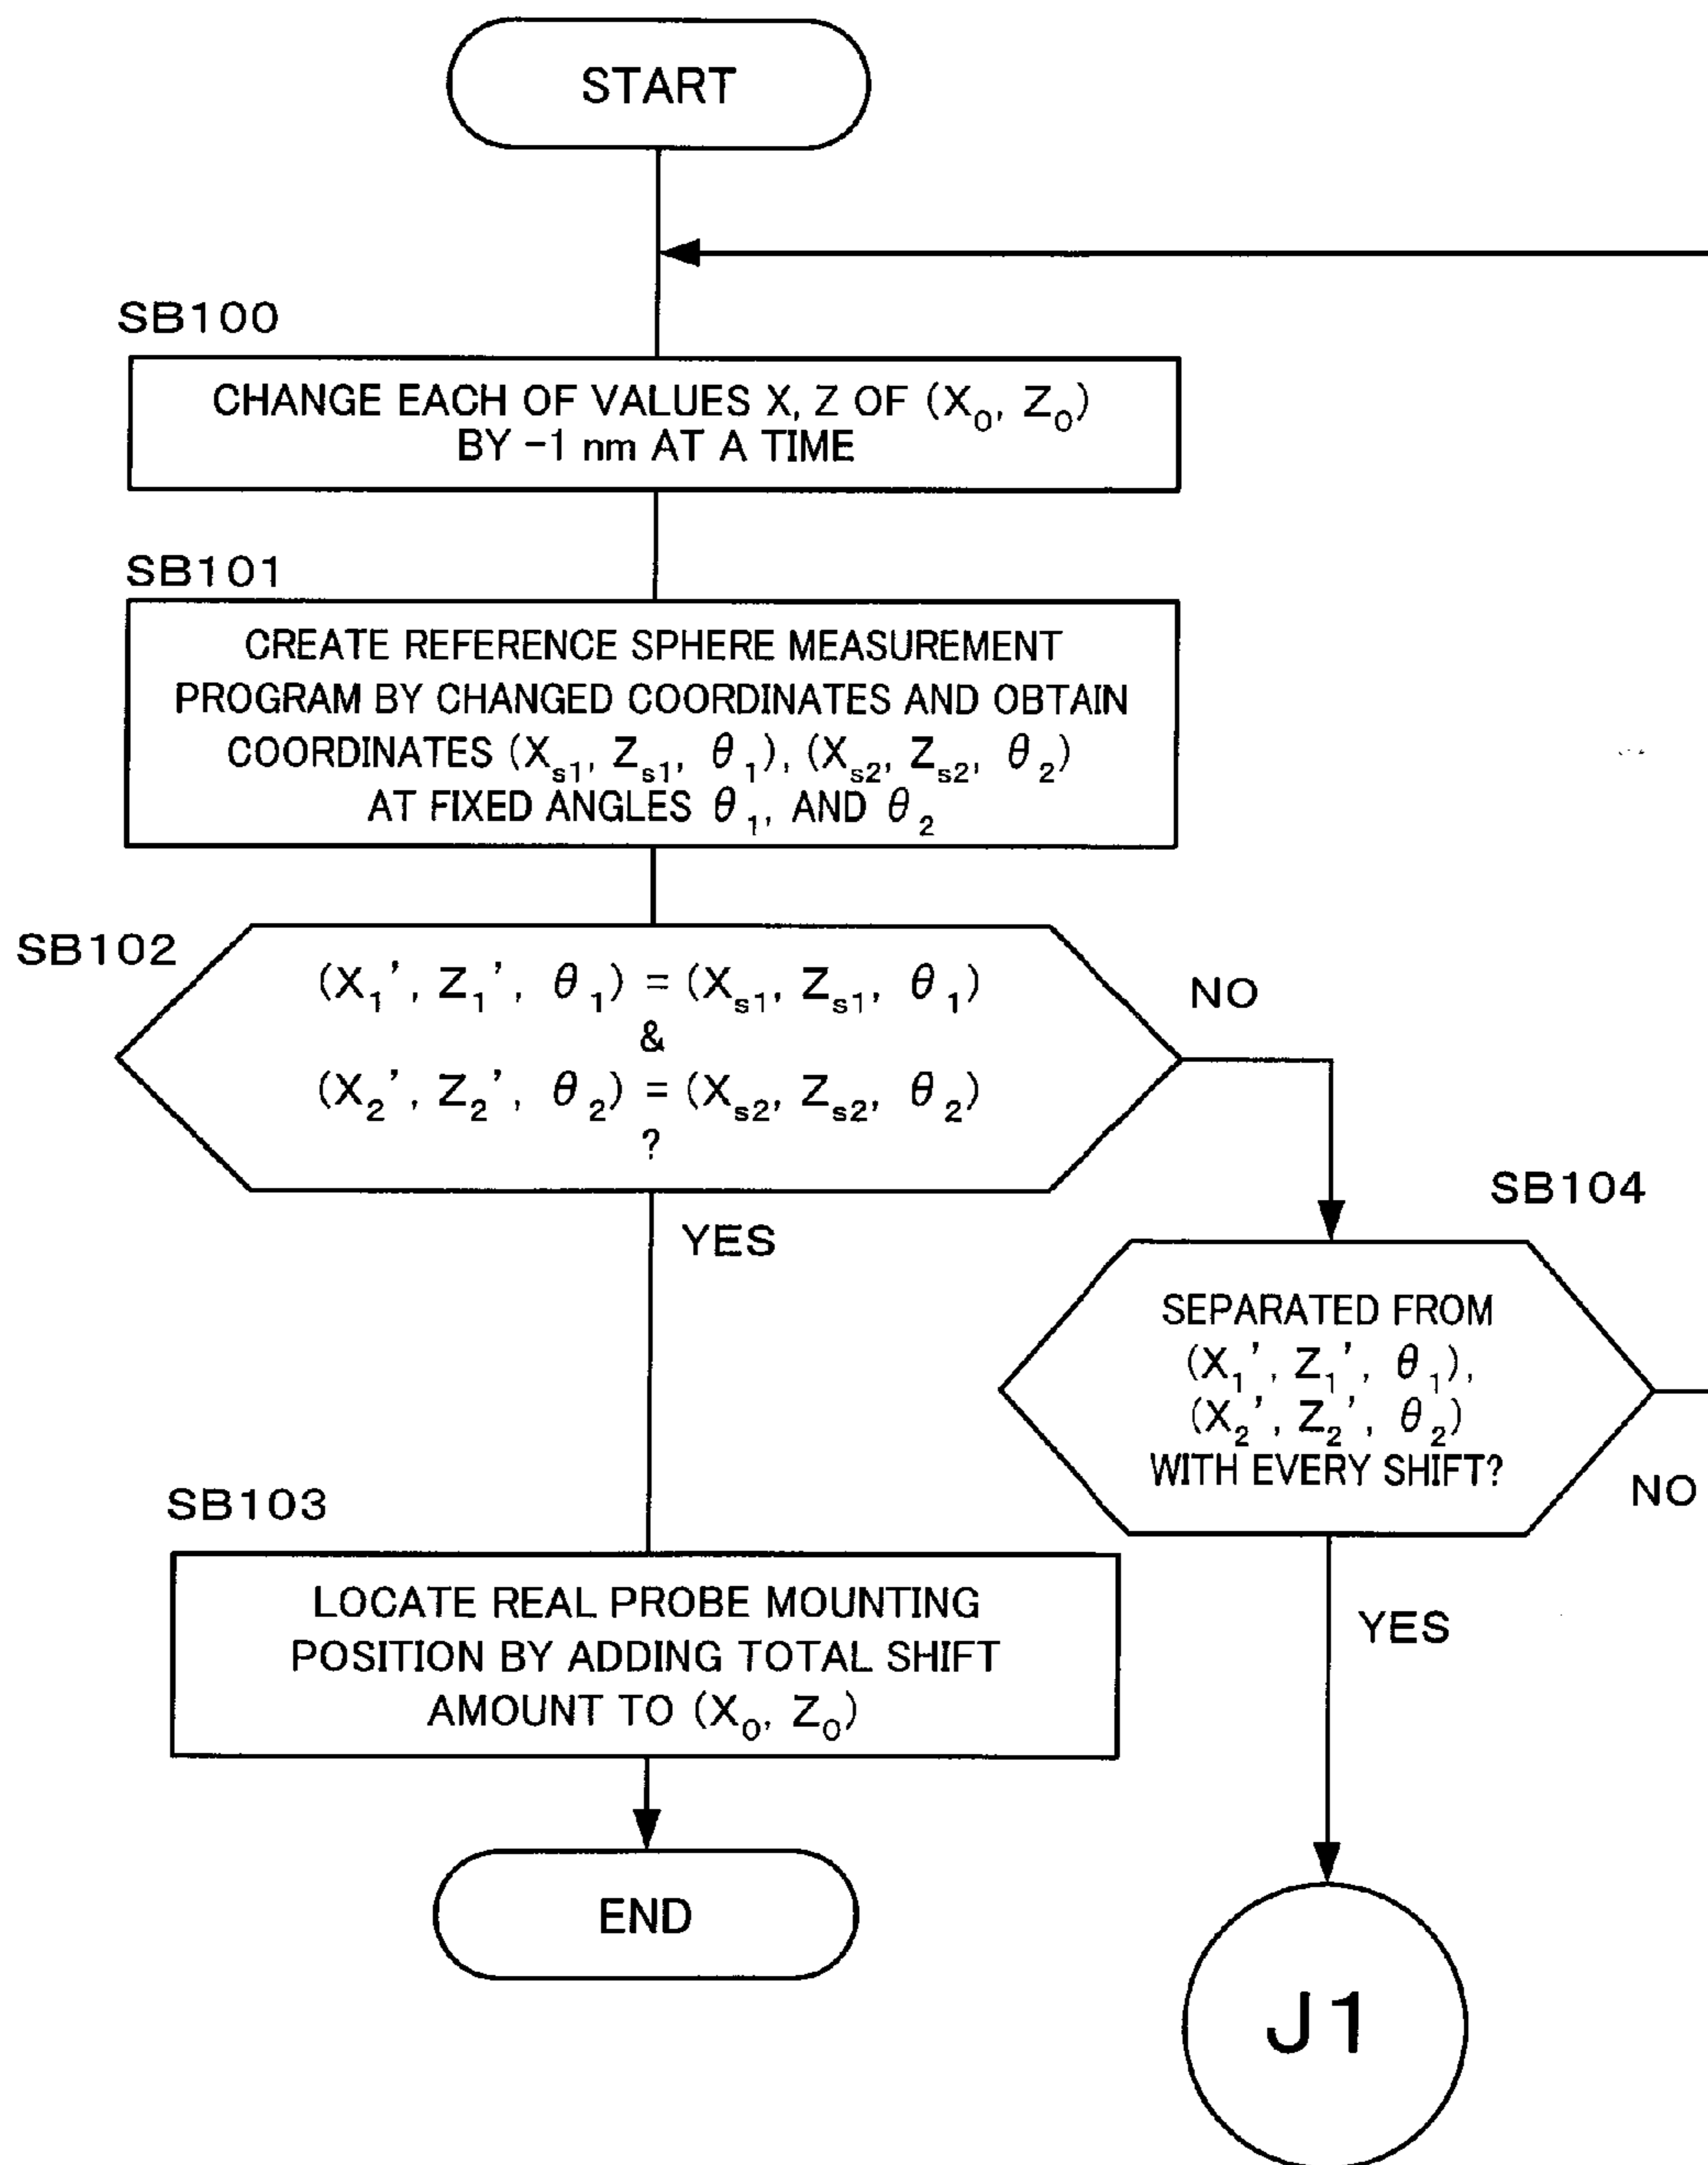 START
SB100
CHANGE EACH OF VALUES X, Z OF (X₀, Z₀)
BY -1 nm AT A TIME
SB101
CREATE REFERENCE SPHERE MEASUREMENT
PROGRAM BY CHANGED COORDINATES AND OBTAIN
COORDINATES (Xₛ₁, Zₛ₁, θ₁), (Xₛ₂, Zₛ₂, θ₂)
AT FIXED ANGLES θ₁, AND θ₂
SB102
(X₁', Z₁', θ₁) = (Xₛ₁, Zₛ₁, θ₁)
&
(X₂', Z₂', θ₂) = (Xₛ₂, Zₛ₂, θ₂)
?
NO
YES
SB104
SEPARATED FROM
(X₁', Z₁', θ₁),
(X₂', Z₂', θ₂)
WITH EVERY SHIFT?
NO
YES
SB103
LOCATE REAL PROBE MOUNTING
POSITION BY ADDING TOTAL SHIFT
AMOUNT TO (X₀, Z₀)
END
J1